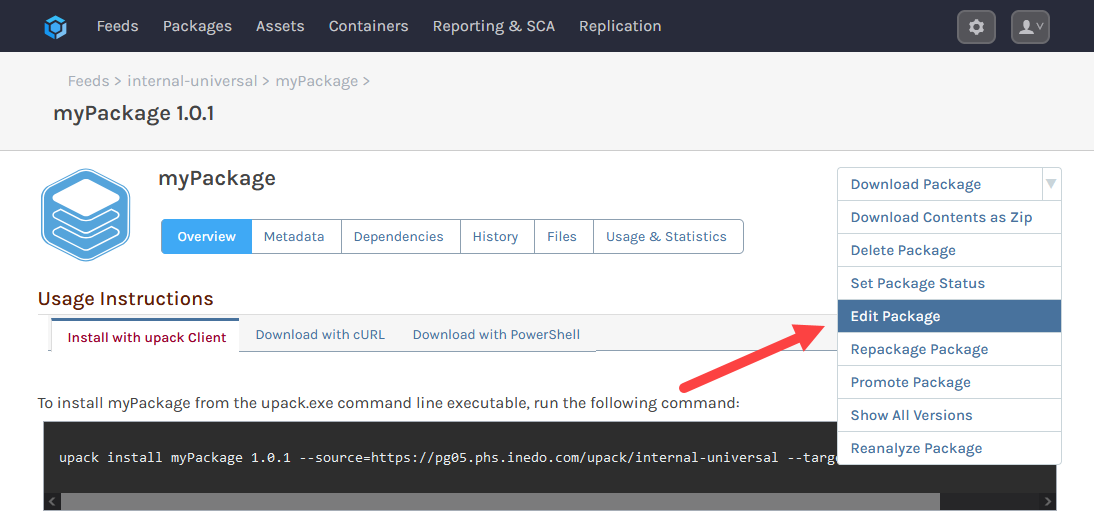 Feeds Packages Assets Containers Reporting & SCA Replication
Feeds > internal-universal > myPackage >
myPackage 1.0.1
myPackage
Overview Metadata Dependencies History Files Usage & Statistics
Download Package
Download Contents as Zip
Delete Package
Set Package Status
Edit Package
Repackage Package
Promote Package
Show All Versions
Reanalyze Package
Usage Instructions
Install with upack Client Download with cURL Download with PowerShell
To install myPackage from the upack.exe command line executable, run the following command:
upack install myPackage 1.0.1 --source=https://pg05.phs.inedo.com/upack/internal-universal --targ